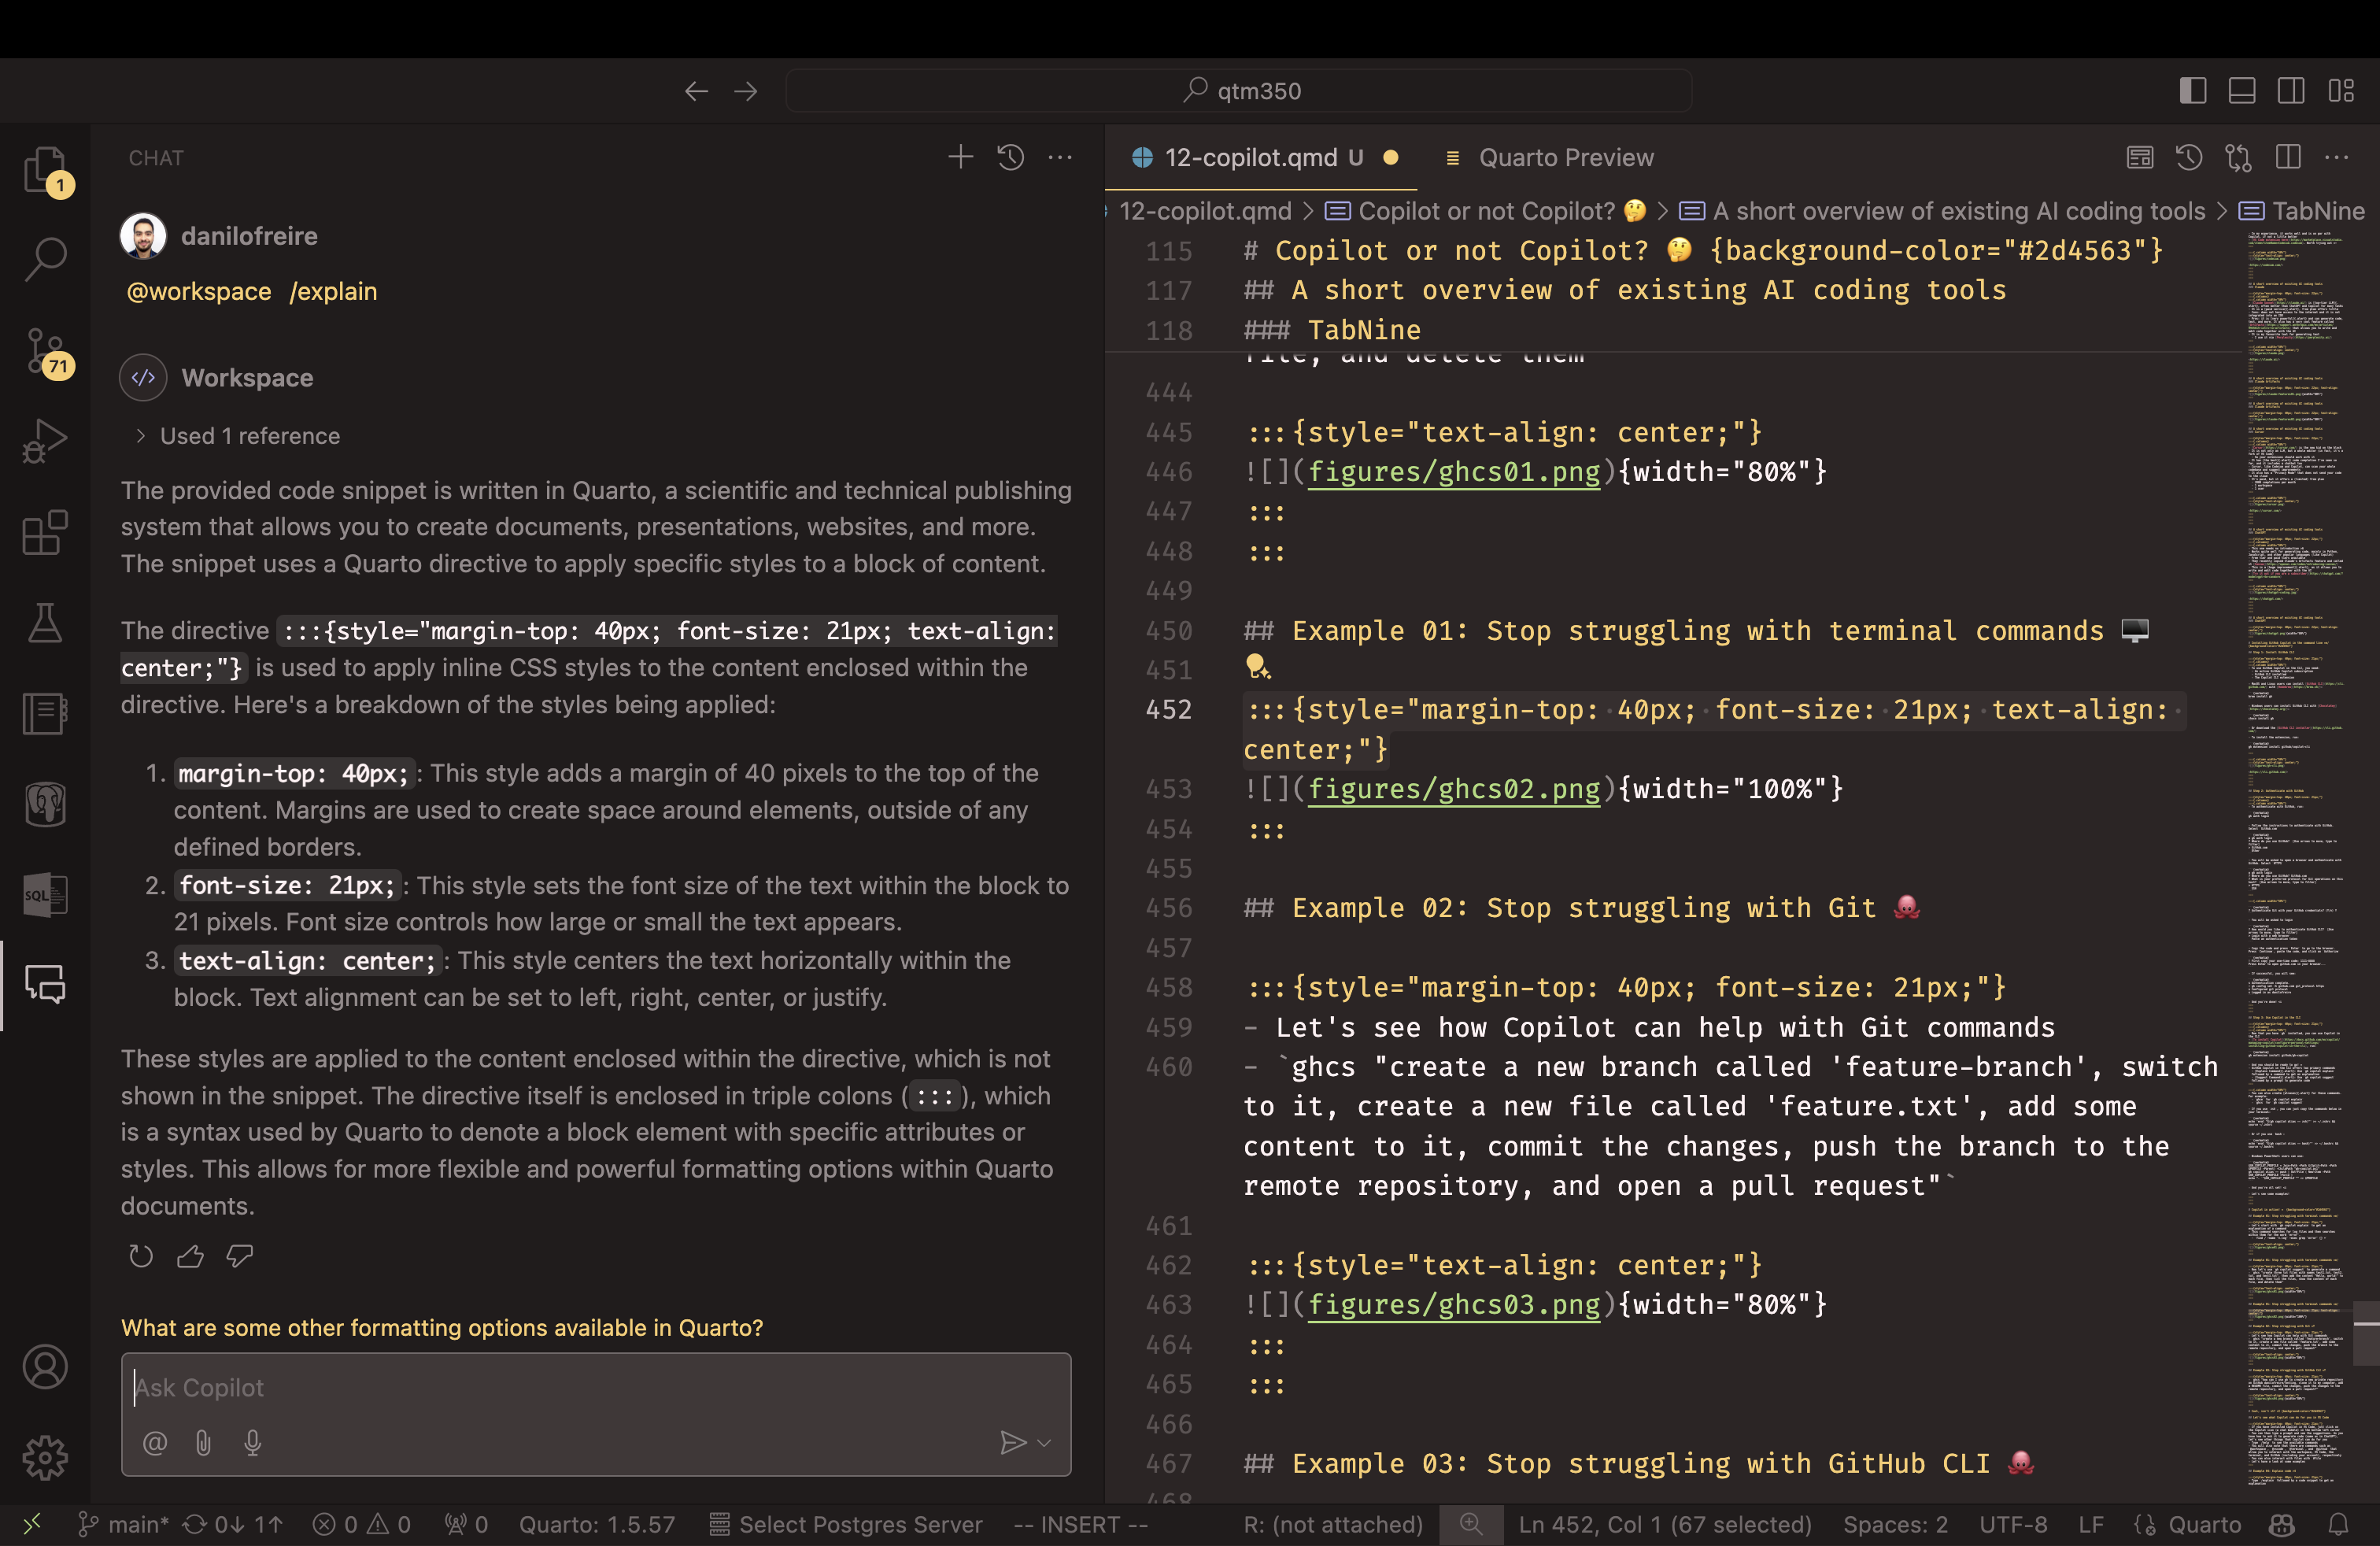 qtm350
CHAT
danilofreire
@workspace /explain
Workspace
Used 1 reference
The provided code snippet is written in Quarto, a scientific and technical publishing
system that allows you to create documents, presentations, websites, and more.
The snippet uses a Quarto directive to apply specific styles to a block of content.
The directive :::{style="margin-top: 40px; font-size: 21px; text-align:
center;"} is used to apply inline CSS styles to the content enclosed within the
directive. Here's a breakdown of the styles being applied:
1. margin-top: 40px; : This style adds a margin of 40 pixels to the top of the
content. Margins are used to create space around elements, outside of any
defined borders.
2. font-size: 21px; : This style sets the font size of the text within the block to
21 pixels. Font size controls how large or small the text appears.
3. text-align: center; : This style centers the text horizontally within the
block. Text alignment can be set to left, right, center, or justify.
These styles are applied to the content enclosed within the directive, which is not
shown in the snippet. The directive itself is enclosed in triple colons ( ::: ), which
is a syntax used by Quarto to denote a block element with specific attributes or
styles. This allows for more flexible and powerful formatting options within Quarto
documents.
What are some other formatting options available in Quarto?
Ask Copilot
1
71
SQL
12-copilot.qmd U
Quarto Preview
12-copilot.qmd > Copilot or not Copilot? 🤔 > A short overview of existing AI coding tools > TabNine
115 # Copilot or not Copilot? 🤔 {background-color="#2d4563"}
117 ## A short overview of existing AI coding tools
118 ### TabNine
file, and delete them
444
445 :::{style="text-align: center;"}
446 ![](figures/ghcs01.png){width="80%"}
447 :::
448 :::
449
450 ## Example 01: Stop struggling with terminal commands 🖥️
451
452 :::{style="margin-top: 40px; font-size: 21px; text-align:
center;"}
453 ![](figures/ghcs02.png){width="100%"}
454 :::
455
456 ## Example 02: Stop struggling with Git 🐙
457
458 :::{style="margin-top: 40px; font-size: 21px;"}
459 - Let's see how Copilot can help with Git commands
460 - `ghcs "create a new branch called 'feature-branch', switch
to it, create a new file called 'feature.txt', add some
content to it, commit the changes, push the branch to the
remote repository, and open a pull request"`
461
462 :::{style="text-align: center;"}
463 ![](figures/ghcs03.png){width="80%"}
464 :::
465 :::
466
467 ## Example 03: Stop struggling with GitHub CLI 🐙
468
main* 0↓ 1↑ 0 0 0 Quarto: 1.5.57 Select Postgres Server -- INSERT -- R: (not attached) Ln 452, Col 1 (67 selected) Spaces: 2 UTF-8 LF Quarto